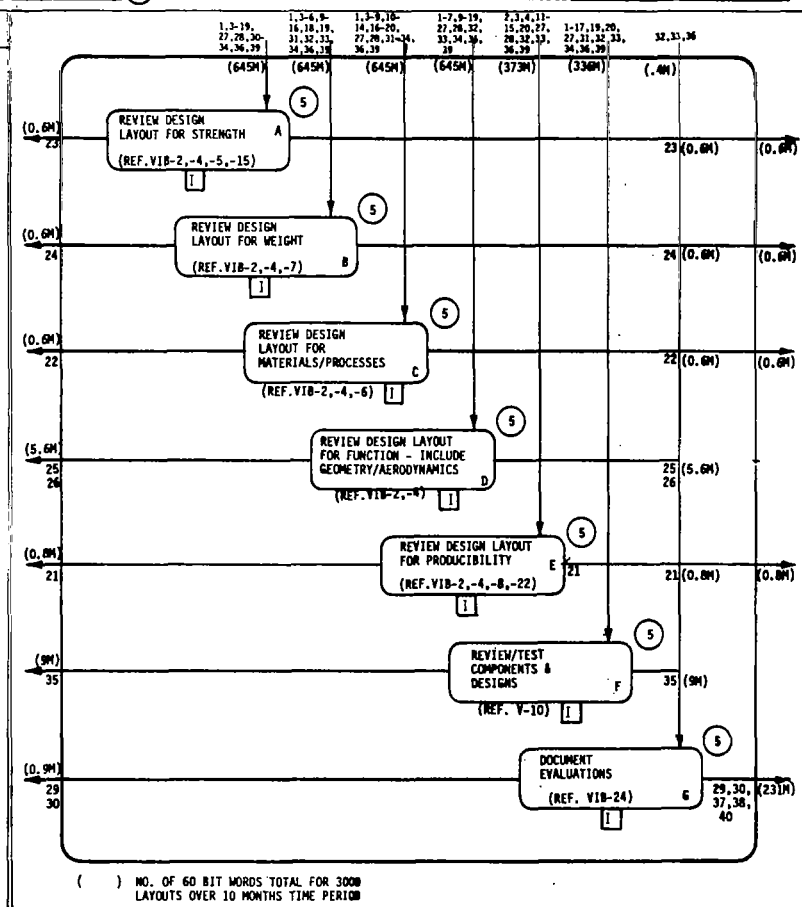 1,3-19,
27,28,30-
34,36,39
(645M)
1,3-6,9-
16,18,19,
31,32,33,
34,36,39
(645M)
1,3-9,10-
14,16-20,
27,28,31-34,
36,39
(645M)
1-7,9-19,
27,28,32,
33,34,36,
39
(645M)
2,3,4,11-
15,20,27,
28,32,33,
36,39
(373M)
1-17,19,20,
27,31,32,33,
34,36,39
(336M)
32,33,36
(.4M)
5
REVIEW DESIGN
LAYOUT FOR STRENGTH A
(REF.VIB-2,-4,-5,-15)
I
(0.6M)
23
23 (0.6M) (0.6M)
5
REVIEW DESIGN
LAYOUT FOR WEIGHT
B
(REF.VIB-2,-4,-7)
I
(0.6M)
24
24 (0.6M) (0.6M)
5
REVIEW DESIGN
LAYOUT FOR
MATERIALS/PROCESSES
C
(REF.VIB-2,-4,-6) I
(0.6M)
22
22 (0.6M) (0.6M)
5
REVIEW DESIGN LAYOUT
FOR FUNCTION - INCLUDE
GEOMETRY/AERODYNAMICS
D
(REF.VIB-2,-4) I
(5.6M)
25
26
25 (5.6M)
26
5
REVIEW DESIGN LAYOUT
FOR PRODUCIBILITY E
(REF.VIB-2,-4,-8,-22)
I
21
(0.8M)
21
21 (0.8M) (0.8M)
5
REVIEW/TEST
COMPONENTS &
DESIGNS F
(REF. V-10) I
(9M)
35
35 (9M)
5
DOCUMENT
EVALUATIONS
(REF. VIB-24) G
I
(0.9M)
29
30
29,30, (231M)
37,38,
40
( ) NO. OF 60 BIT WORDS TOTAL FOR 3000
LAYOUTS OVER 10 MONTHS TIME PERIOD